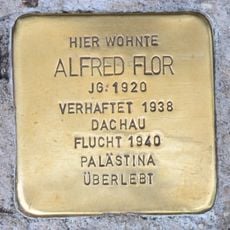 HIER WOHNTE
ALFRED FLOR
JG. 1920
VERHAFTET 1938
DACHAU
FLUCHT 1940
PALÄSTINA
ÜBERLEBT